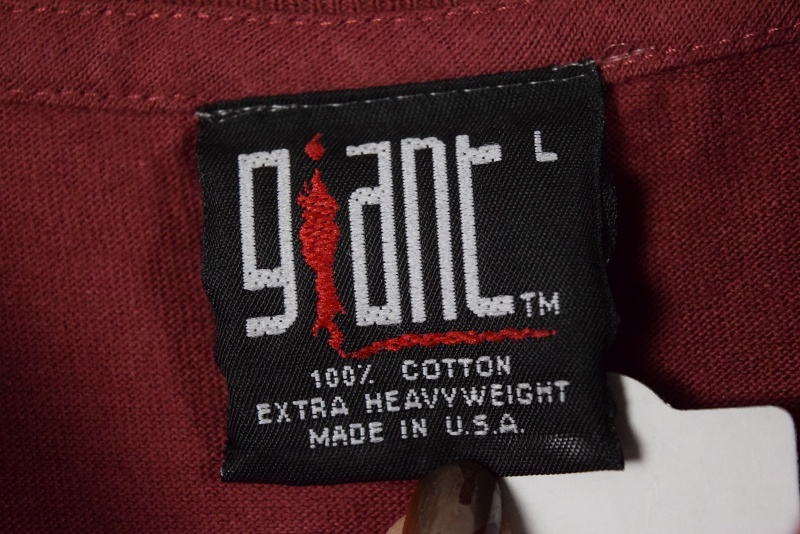 giant L
TM
100% COTTON
EXTRA HEAVYWEIGHT
MADE IN U.S.A.